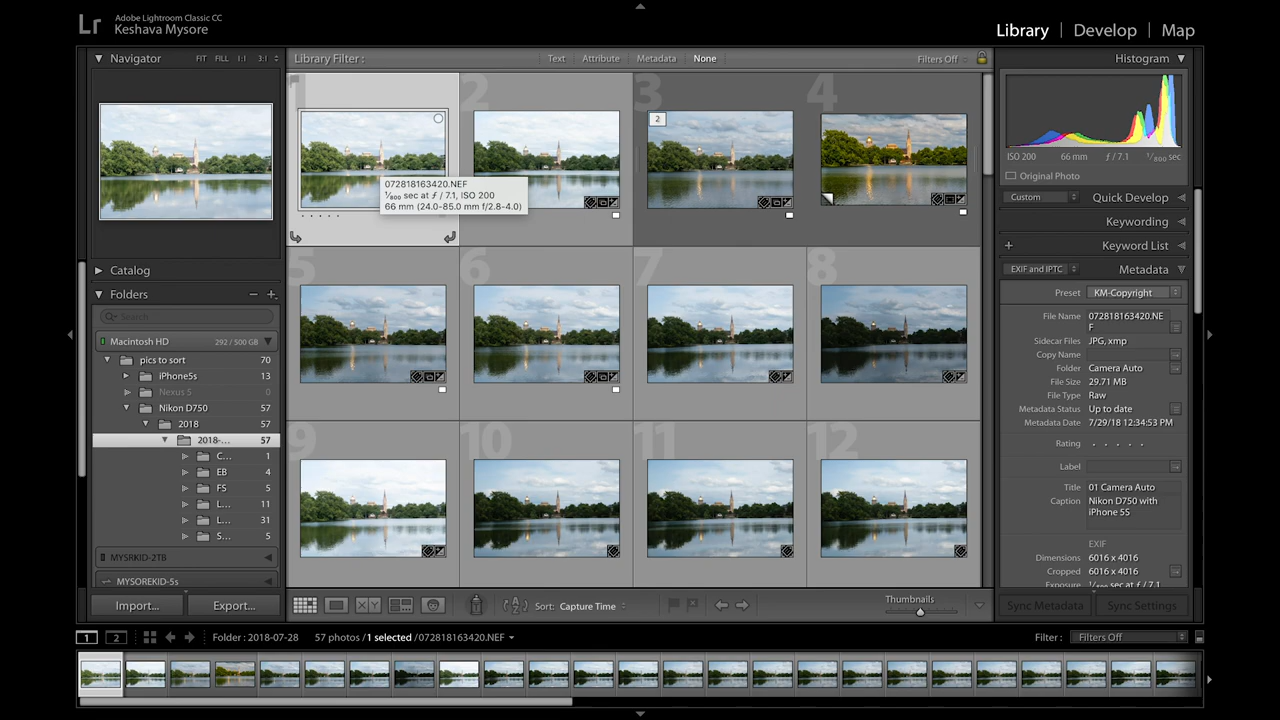 Lr
Adobe Lightroom Classic CC
Keshava Mysore
Library | Develop | Map
Navigator FIT FILL 1:1 3:1
Library Filter : Text Attribute Metadata None Filters Off
Histogram
1 2 3 4
2
072818163420.NEF
1/800 sec at f / 7.1, ISO 200
66 mm (24.0-85.0 mm f/2.8-4.0)
ISO 200 66 mm f / 7.1 1/800 sec
Original Photo
Custom Quick Develop
Keywording
Keyword List
EXIF and IPTC Metadata
Catalog
Folders
Search
Macintosh HD 292 / 500 GB
pics to sort 70
iPhone5s 13
Nexus 5 0
Nikon D750 57
2018 57
2018-... 57
C... 1
EB 4
FS 5
L... 11
L... 31
S... 5
MYSRKID-2TB
MYSOREKID-5s
Import... Export...
5 6 7 8
9 10 11 12
Preset KM-Copyright
File Name 072818163420.NE
F
Sidecar Files JPG, xmp
Copy Name
Folder Camera Auto
File Size 29.71 MB
File Type Raw
Metadata Status Up to date
Metadata Date 7/29/18 12:34:53 PM
Rating
Label
Title 01 Camera Auto
Caption Nikon D750 with
iPhone 5S
EXIF
Dimensions 6016 x 4016
Cropped 6016 x 4016
Exposure 1/800 sec at f / 7.1
Sync Metadata Sync Settings
XY Sort: Capture Time Thumbnails
1 2 Folder : 2018-07-28 57 photos / 1 selected / 072818163420.NEF Filter : Filters Off